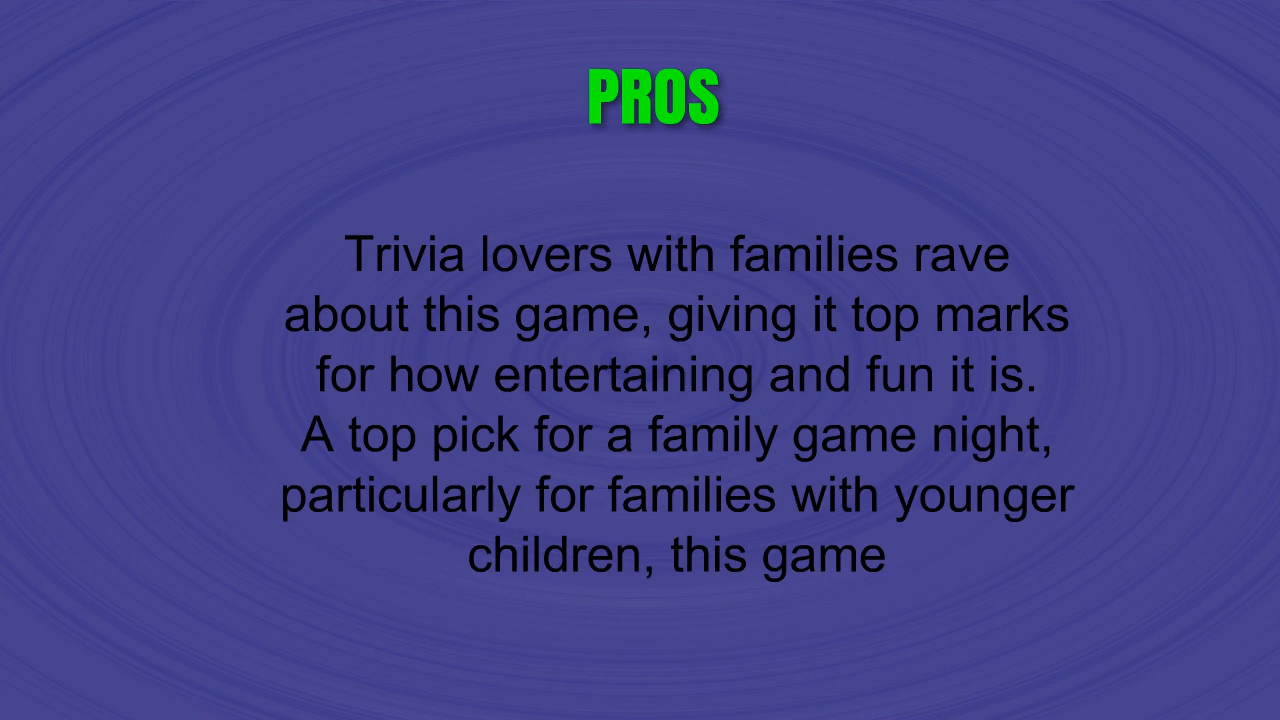 PROS
Trivia lovers with families rave
about this game, giving it top marks
for how entertaining and fun it is.
A top pick for a family game night,
particularly for families with younger
children, this game